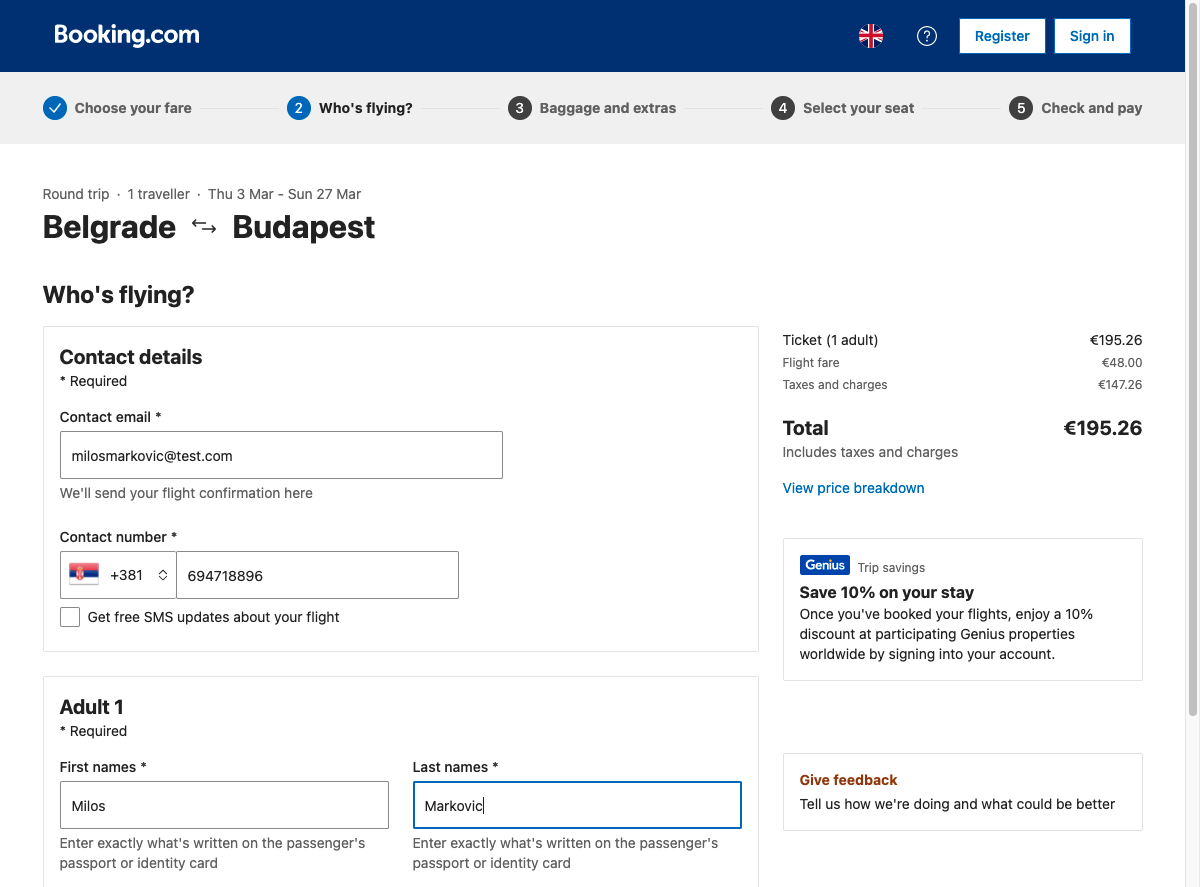 Booking.com
?
Register
Sign in
Choose your fare
2 Who's flying?
3 Baggage and extras
4 Select your seat
5 Check and pay
Round trip · 1 traveller · Thu 3 Mar - Sun 27 Mar
Belgrade Budapest
Who's flying?
Contact details
* Required
Contact email *
milosmarkovic@test.com
We'll send your flight confirmation here
Contact number *
+381 694718896
Get free SMS updates about your flight
Adult 1
* Required
First names *
Milos
Enter exactly what's written on the passenger's
passport or identity card
Last names *
Markovic
Enter exactly what's written on the passenger's
passport or identity card
Ticket (1 adult) €195.26
Flight fare €48.00
Taxes and charges €147.26
Total €195.26
Includes taxes and charges
View price breakdown
Genius Trip savings
Save 10% on your stay
Once you've booked your flights, enjoy a 10%
discount at participating Genius properties
worldwide by signing into your account.
Give feedback
Tell us how we're doing and what could be better